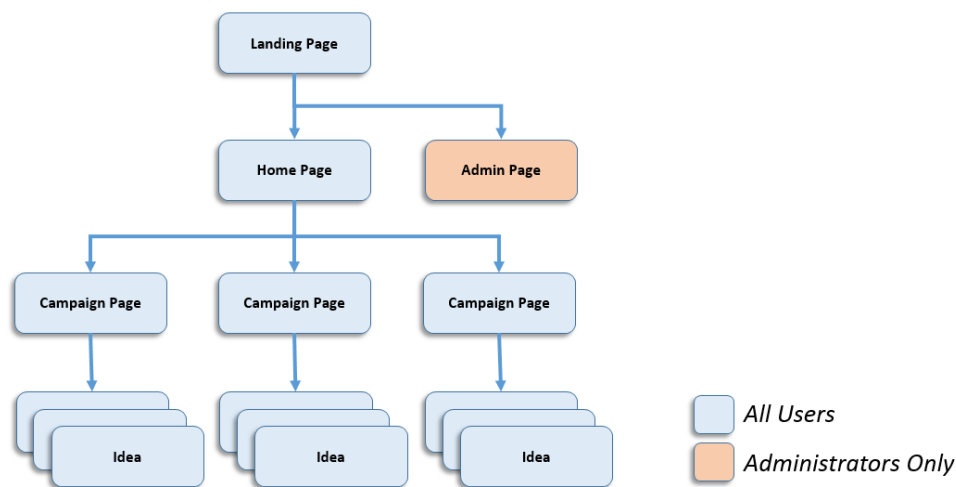 Landing Page
Home Page
Admin Page
Campaign Page
Campaign Page
Campaign Page
Idea
Idea
Idea
All Users
Administrators Only